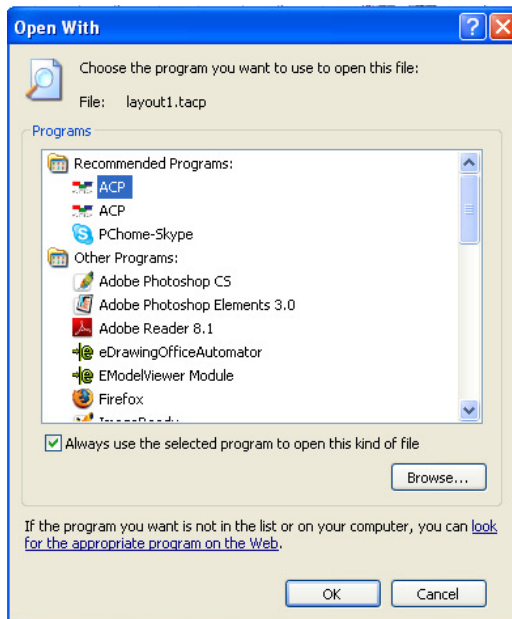 Open With
Choose the program you want to use to open this file:
File: layout1.tacp
Programs
Recommended Programs:
ACP
ACP
PChome-Skype
Other Programs:
Adobe Photoshop CS
Adobe Photoshop Elements 3.0
Adobe Reader 8.1
eDrawingOfficeAutomator
EModelViewer Module
Firefox
Always use the selected program to open this kind of file
Browse...
If the program you want is not in the list or on your computer, you can look
for the appropriate program on the Web.
OK
Cancel